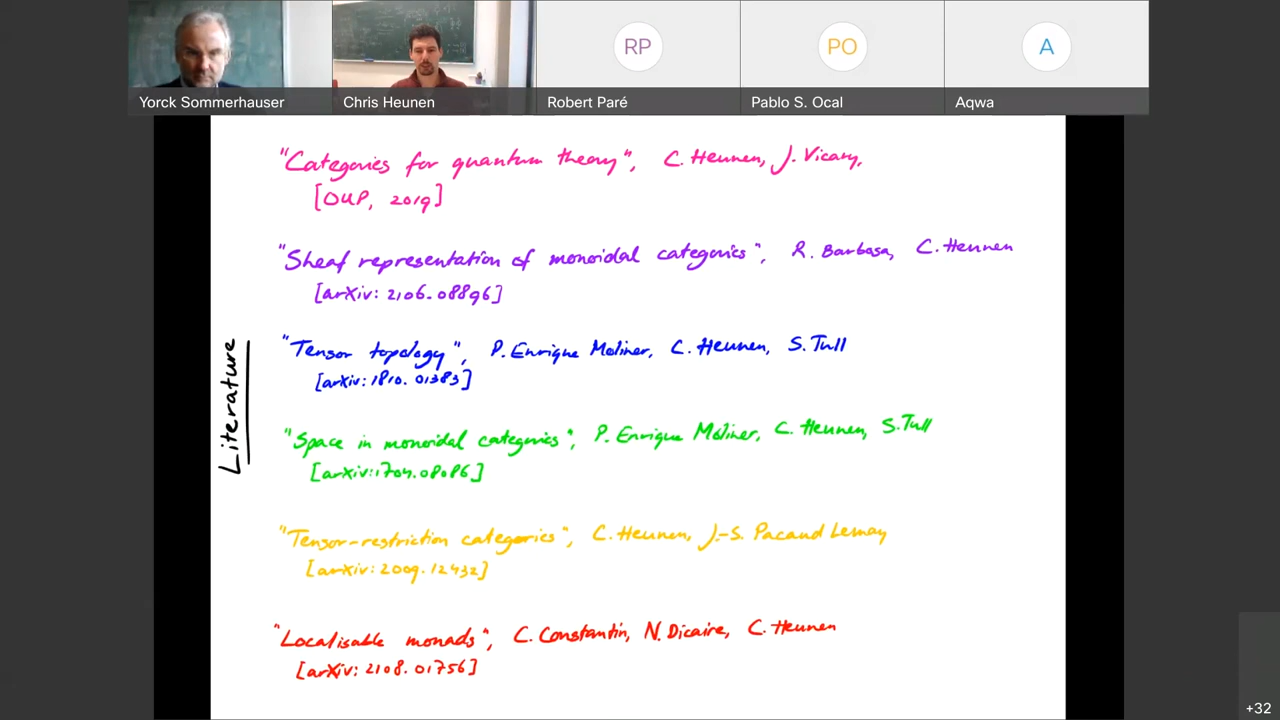 RP
PO
A
Yorck Sommerhauser
Chris Heunen
Robert Paré
Pablo S. Ocal
Aqwa
"Categories for quantum theory", C. Heunen, J. Vicary,
[OUP, 2019]
"Sheaf representation of monoidal categories", R. Barbosa, C. Heunen
[arXiv: 2106.08896]
Literature
"Tensor topology", P. Enrique Moliner, C. Heunen, S. Tull
[arXiv: 1810.01383]
"Space in monoidal categories", P. Enrique Moliner, C. Heunen, S. Tull
[arXiv: 1704.08086]
"Tensor-restriction categories", C. Heunen, J.-S. Pacaud Lemay
[arXiv: 2009.12432]
"Localisable monads", C. Constantin, N. Dicaire, C. Heunen
[arXiv: 2108.01756]
+32